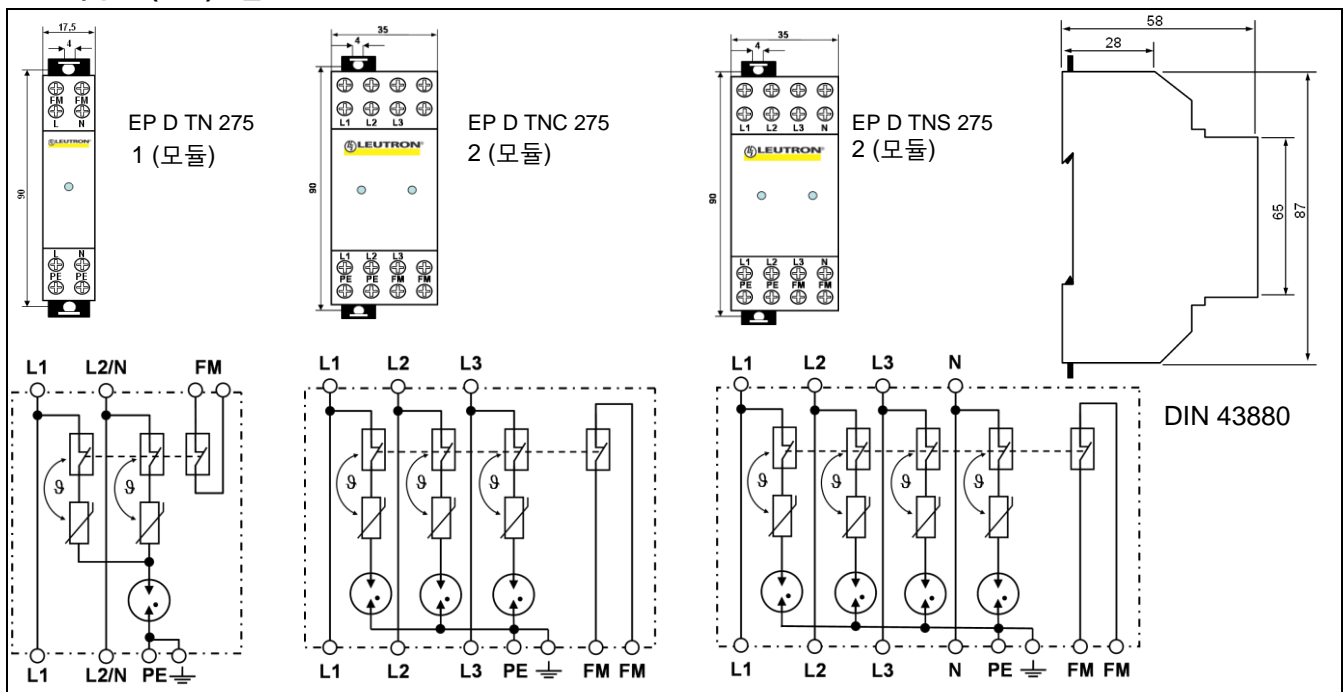 17,5
4
90
FM FM
L N
LEUTRON
L N
PE PE
EP D TN 275
1 (모듈)
35
4
90
L1 L2 L3
LEUTRON
L1 L2 L3
PE PE FM FM
EP D TNC 275
2 (모듈)
35
4
90
L1 L2 L3 N
LEUTRON
L1 L2 L3 N
PE PE FM FM
EP D TNS 275
2 (모듈)
58
28
65
87
DIN 43880
L1 L2/N FM
ϑ ϑ
L1 L2/N PE
L1 L2 L3
ϑ ϑ ϑ
L1 L2 L3 PE FM FM
L1 L2 L3 N
ϑ ϑ ϑ ϑ
L1 L2 L3 N PE FM FM